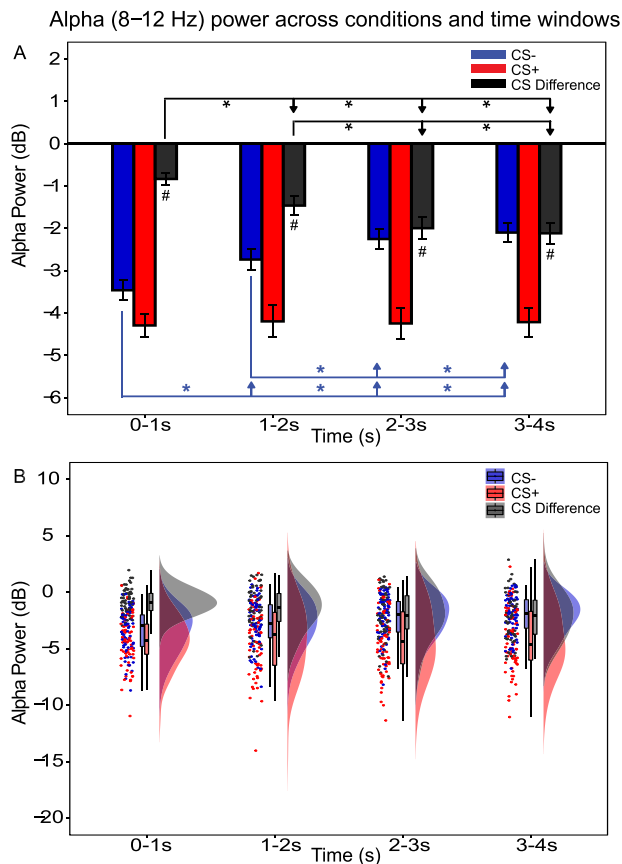 Alpha (8−12 Hz) power across conditions and time windows
A
CS-
CS+
CS Difference
Alpha Power (dB)
2
1
0
−1
−2
−3
−4
−5
−6
* * *
* *
# # # #
* *
* * *
0-1s 1-2s 2-3s 3-4s
Time (s)
B
CS-
CS+
CS Difference
Alpha Power (dB)
10
5
0
−5
−10
−15
−20
0-1s 1-2s 2-3s 3-4s
Time (s)